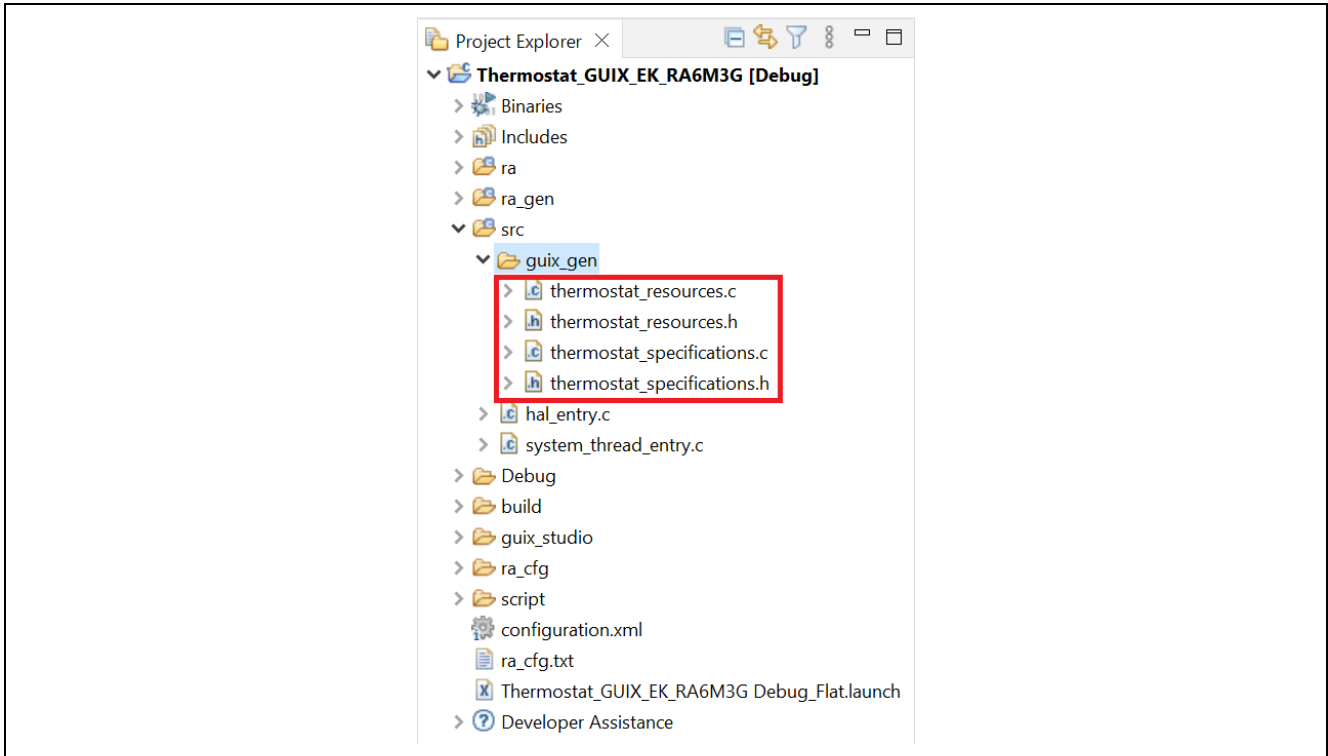 Project Explorer
Thermostat_GUIX_EK_RA6M3G [Debug]
Binaries
Includes
ra
ra_gen
src
guix_gen
thermostat_resources.c
thermostat_resources.h
thermostat_specifications.c
thermostat_specifications.h
hal_entry.c
system_thread_entry.c
Debug
build
guix_studio
ra_cfg
script
configuration.xml
ra_cfg.txt
Thermostat_GUIX_EK_RA6M3G Debug_Flat.launch
Developer Assistance